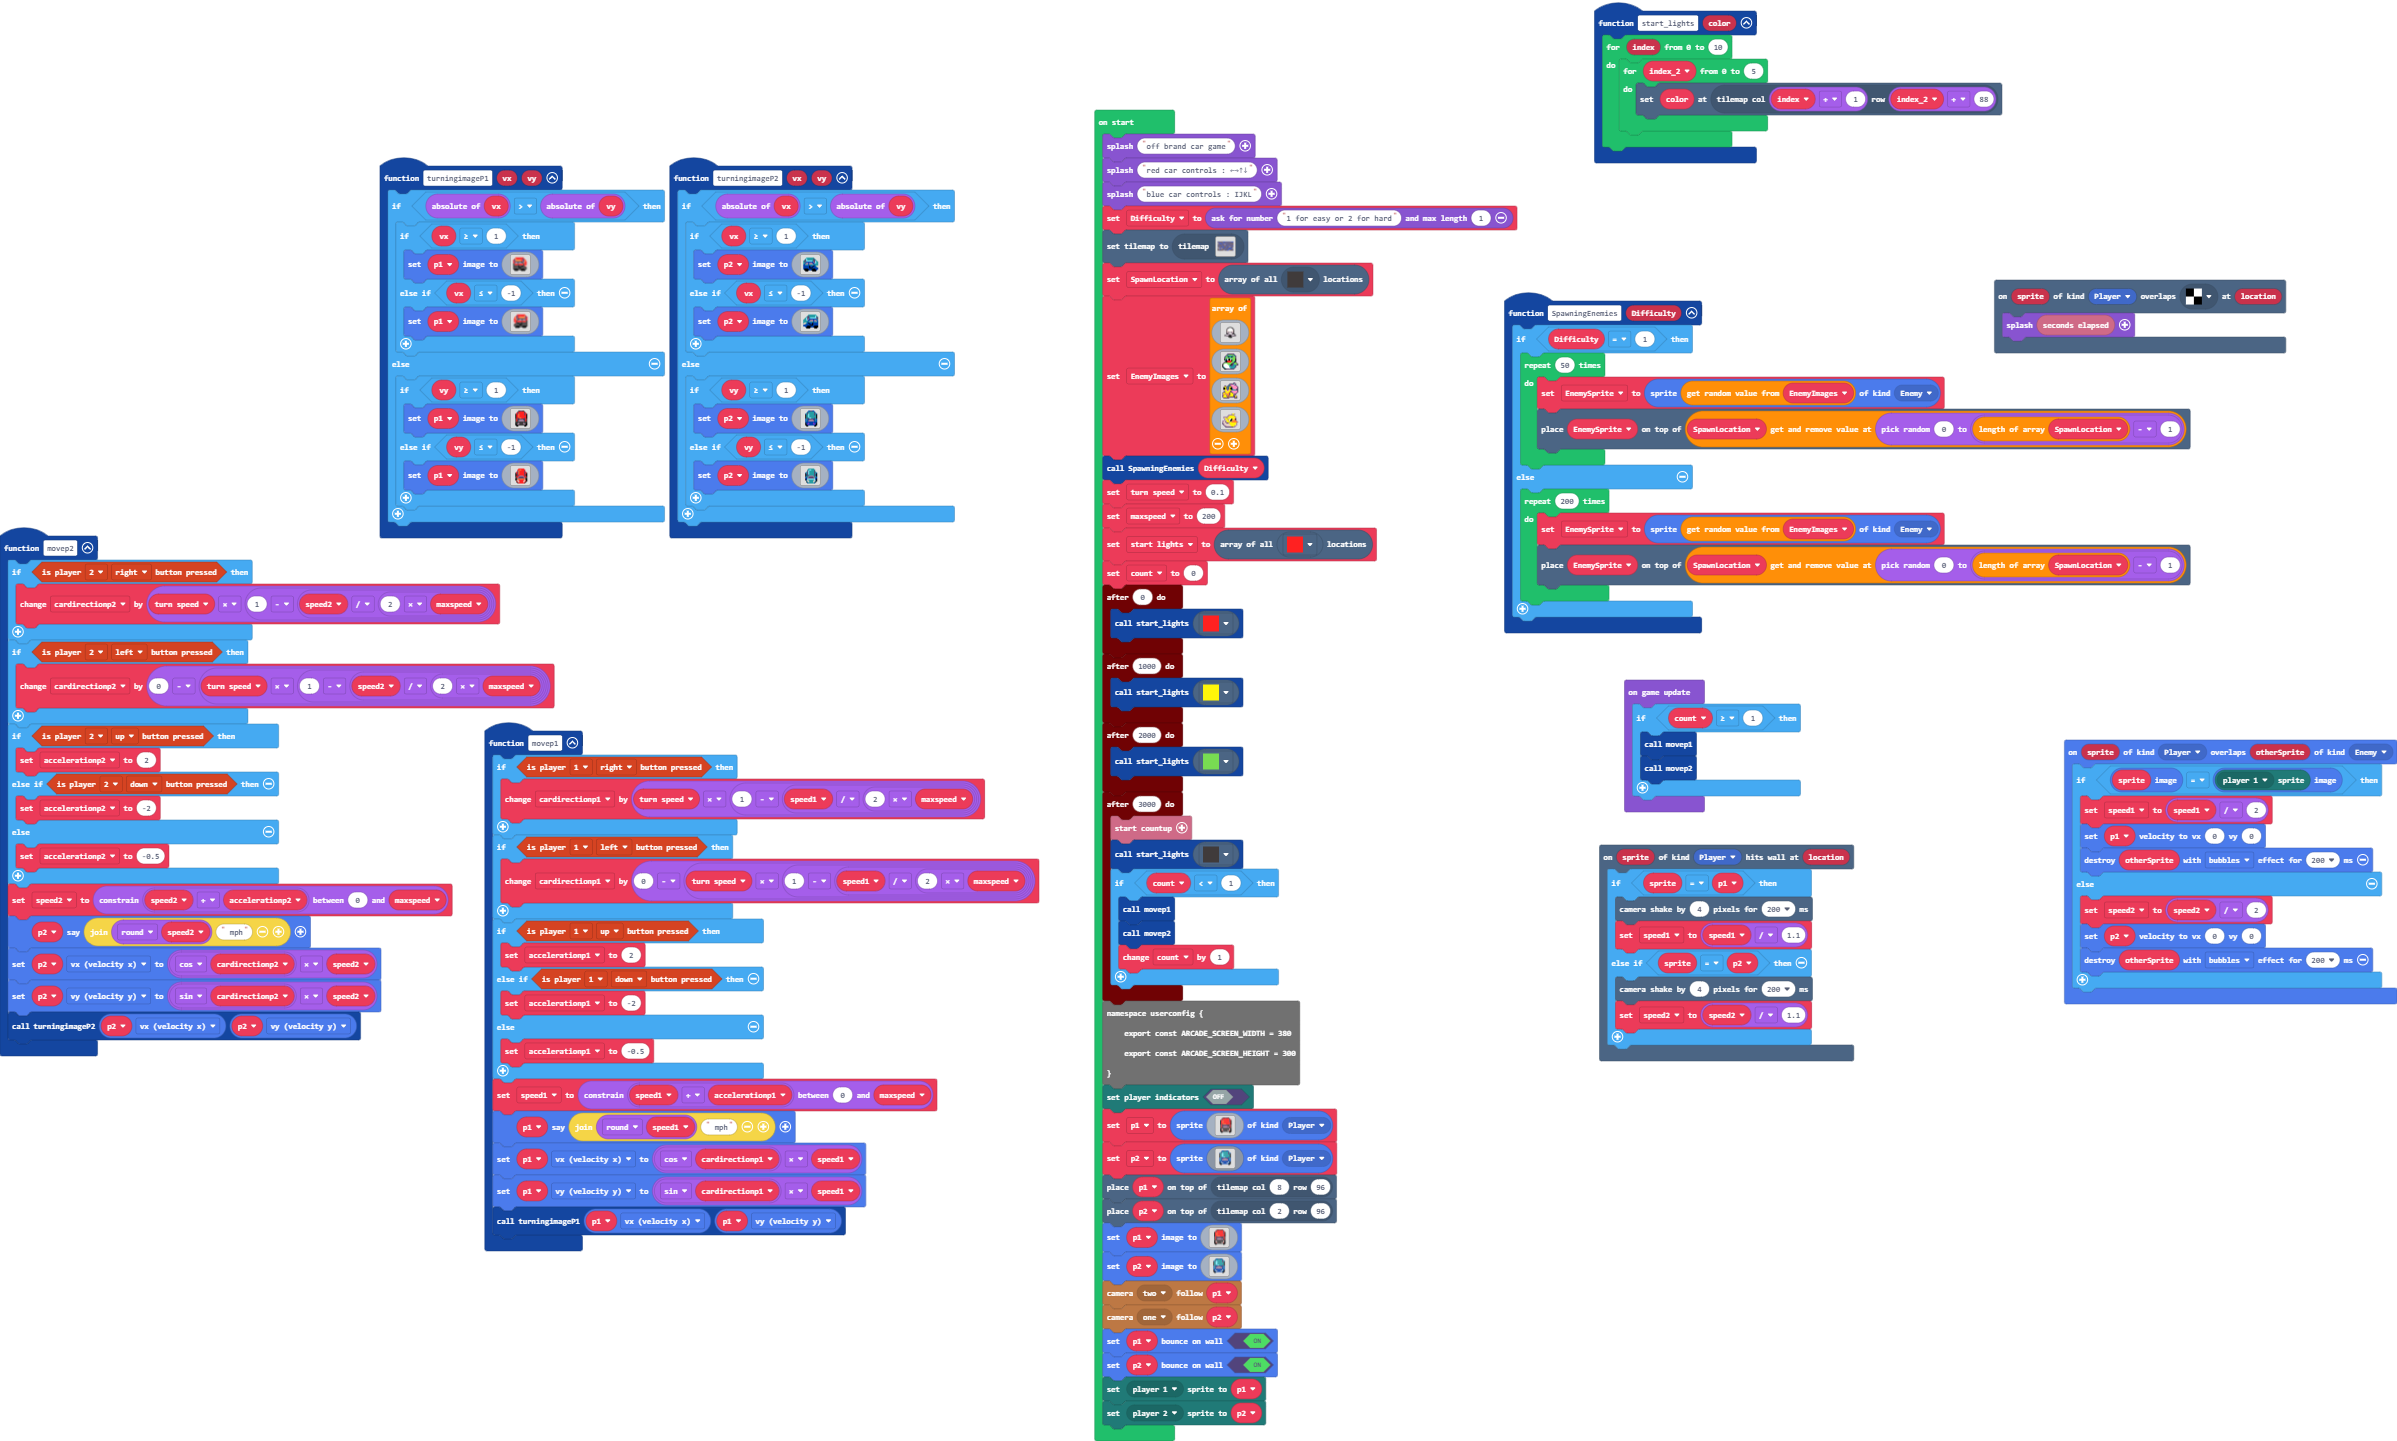 function start_lights color
for index from 0 to 10
do
for index_2 from 0 to 5
do
set color at tilemap col index + 1 row index_2 + 88
on start
splash "off brand car game"
splash "red car controls : ←→↑↓"
splash "blue car controls : IJKL"
set Difficulty to ask for number "1 for easy or 2 for hard" and max length 1
set tilemap to tilemap
set SpawnLocation to array of all locations
array of
set EnemyImages to
call SpawningEnemies Difficulty
set turn speed to 0.1
set maxspeed to 200
set start lights to array of all locations
set count to 0
after 0 do
call start_lights
after 1000 do
call start_lights
after 2000 do
call start_lights
after 3000 do
start countup
call start_lights
if count < 1 then
call movep1
call movep2
change count by 1
namespace userconfig {
export const ARCADE_SCREEN_WIDTH = 380
export const ARCADE_SCREEN_HEIGHT = 300
}
set player indicators OFF
set p1 to sprite of kind Player
set p2 to sprite of kind Player
place p1 on top of tilemap col 8 row 96
place p2 on top of tilemap col 2 row 96
set p1 image to
set p2 image to
camera two follow p1
camera one follow p2
set p1 bounce on wall ON
set p2 bounce on wall ON
set player 1 sprite to p1
set player 2 sprite to p2
function turningimageP1 vx vy
if absolute of vx > absolute of vy then
if vx ≥ 1 then
set p1 image to
else if vx ≤ -1 then
set p1 image to
else
if vy ≥ 1 then
set p1 image to
else if vy ≤ -1 then
set p1 image to
function turningimageP2 vx vy
if absolute of vx > absolute of vy then
if vx ≥ 1 then
set p2 image to
else if vx ≤ -1 then
set p2 image to
else
if vy ≥ 1 then
set p2 image to
else if vy ≤ -1 then
set p2 image to
function movep2
if is player 2 right button pressed then
change cardirectionp2 by turn speed × 1 - speed2 / 2 × maxspeed
if is player 2 left button pressed then
change cardirectionp2 by 0 - turn speed × 1 - speed2 / 2 × maxspeed
if is player 2 up button pressed then
set accelerationp2 to 2
else if is player 2 down button pressed then
set accelerationp2 to -2
else
set accelerationp2 to -0.5
set speed2 to constrain speed2 + accelerationp2 between 0 and maxspeed
p2 say join round speed2 " mph"
set p2 vx (velocity x) to cos cardirectionp2 × speed2
set p2 vy (velocity y) to sin cardirectionp2 × speed2
call turningimageP2 p2 vx (velocity x) p2 vy (velocity y)
function movep1
if is player 1 right button pressed then
change cardirectionp1 by turn speed × 1 - speed1 / 2 × maxspeed
if is player 1 left button pressed then
change cardirectionp1 by 0 - turn speed × 1 - speed1 / 2 × maxspeed
if is player 1 up button pressed then
set accelerationp1 to 2
else if is player 1 down button pressed then
set accelerationp1 to -2
else
set accelerationp1 to -0.5
set speed1 to constrain speed1 + accelerationp1 between 0 and maxspeed
p1 say join round speed1 " mph"
set p1 vx (velocity x) to cos cardirectionp1 × speed1
set p1 vy (velocity y) to sin cardirectionp1 × speed1
call turningimageP1 p1 vx (velocity x) p1 vy (velocity y)
function SpawningEnemies Difficulty
if Difficulty = 1 then
repeat 50 times
do
set EnemySprite to sprite get random value from EnemyImages of kind Enemy
place EnemySprite on top of SpawnLocation get and remove value at pick random 0 to length of array SpawnLocation - 1
else
repeat 200 times
do
set EnemySprite to sprite get random value from EnemyImages of kind Enemy
place EnemySprite on top of SpawnLocation get and remove value at pick random 0 to length of array SpawnLocation - 1
on sprite of kind Player overlaps at location
splash seconds elapsed
on game update
if count ≥ 1 then
call movep1
call movep2
on sprite of kind Player hits wall at location
if sprite = p1 then
camera shake by 4 pixels for 200 ms
set speed1 to speed1 / 1.1
else if sprite = p2 then
camera shake by 4 pixels for 200 ms
set speed2 to speed2 / 1.1
on sprite of kind Player overlaps otherSprite of kind Enemy
if sprite image = player 1 sprite image then
set speed1 to speed1 / 2
set p1 velocity to vx 0 vy 0
destroy otherSprite with bubbles effect for 200 ms
else
set speed2 to speed2 / 2
set p2 velocity to vx 0 vy 0
destroy otherSprite with bubbles effect for 200 ms